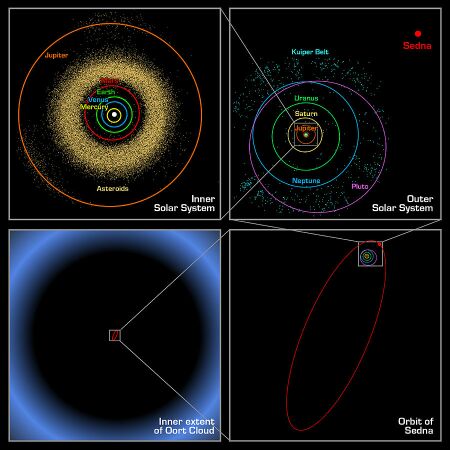 Jupiter
Mars
Earth
Venus
Mercury
Asteroids
Inner
Solar System
Sedna
Kuiper Belt
Uranus
Saturn
Jupiter
Neptune
Pluto
Outer
Solar System
Inner extent
of Oort Cloud
Orbit of
Sedna